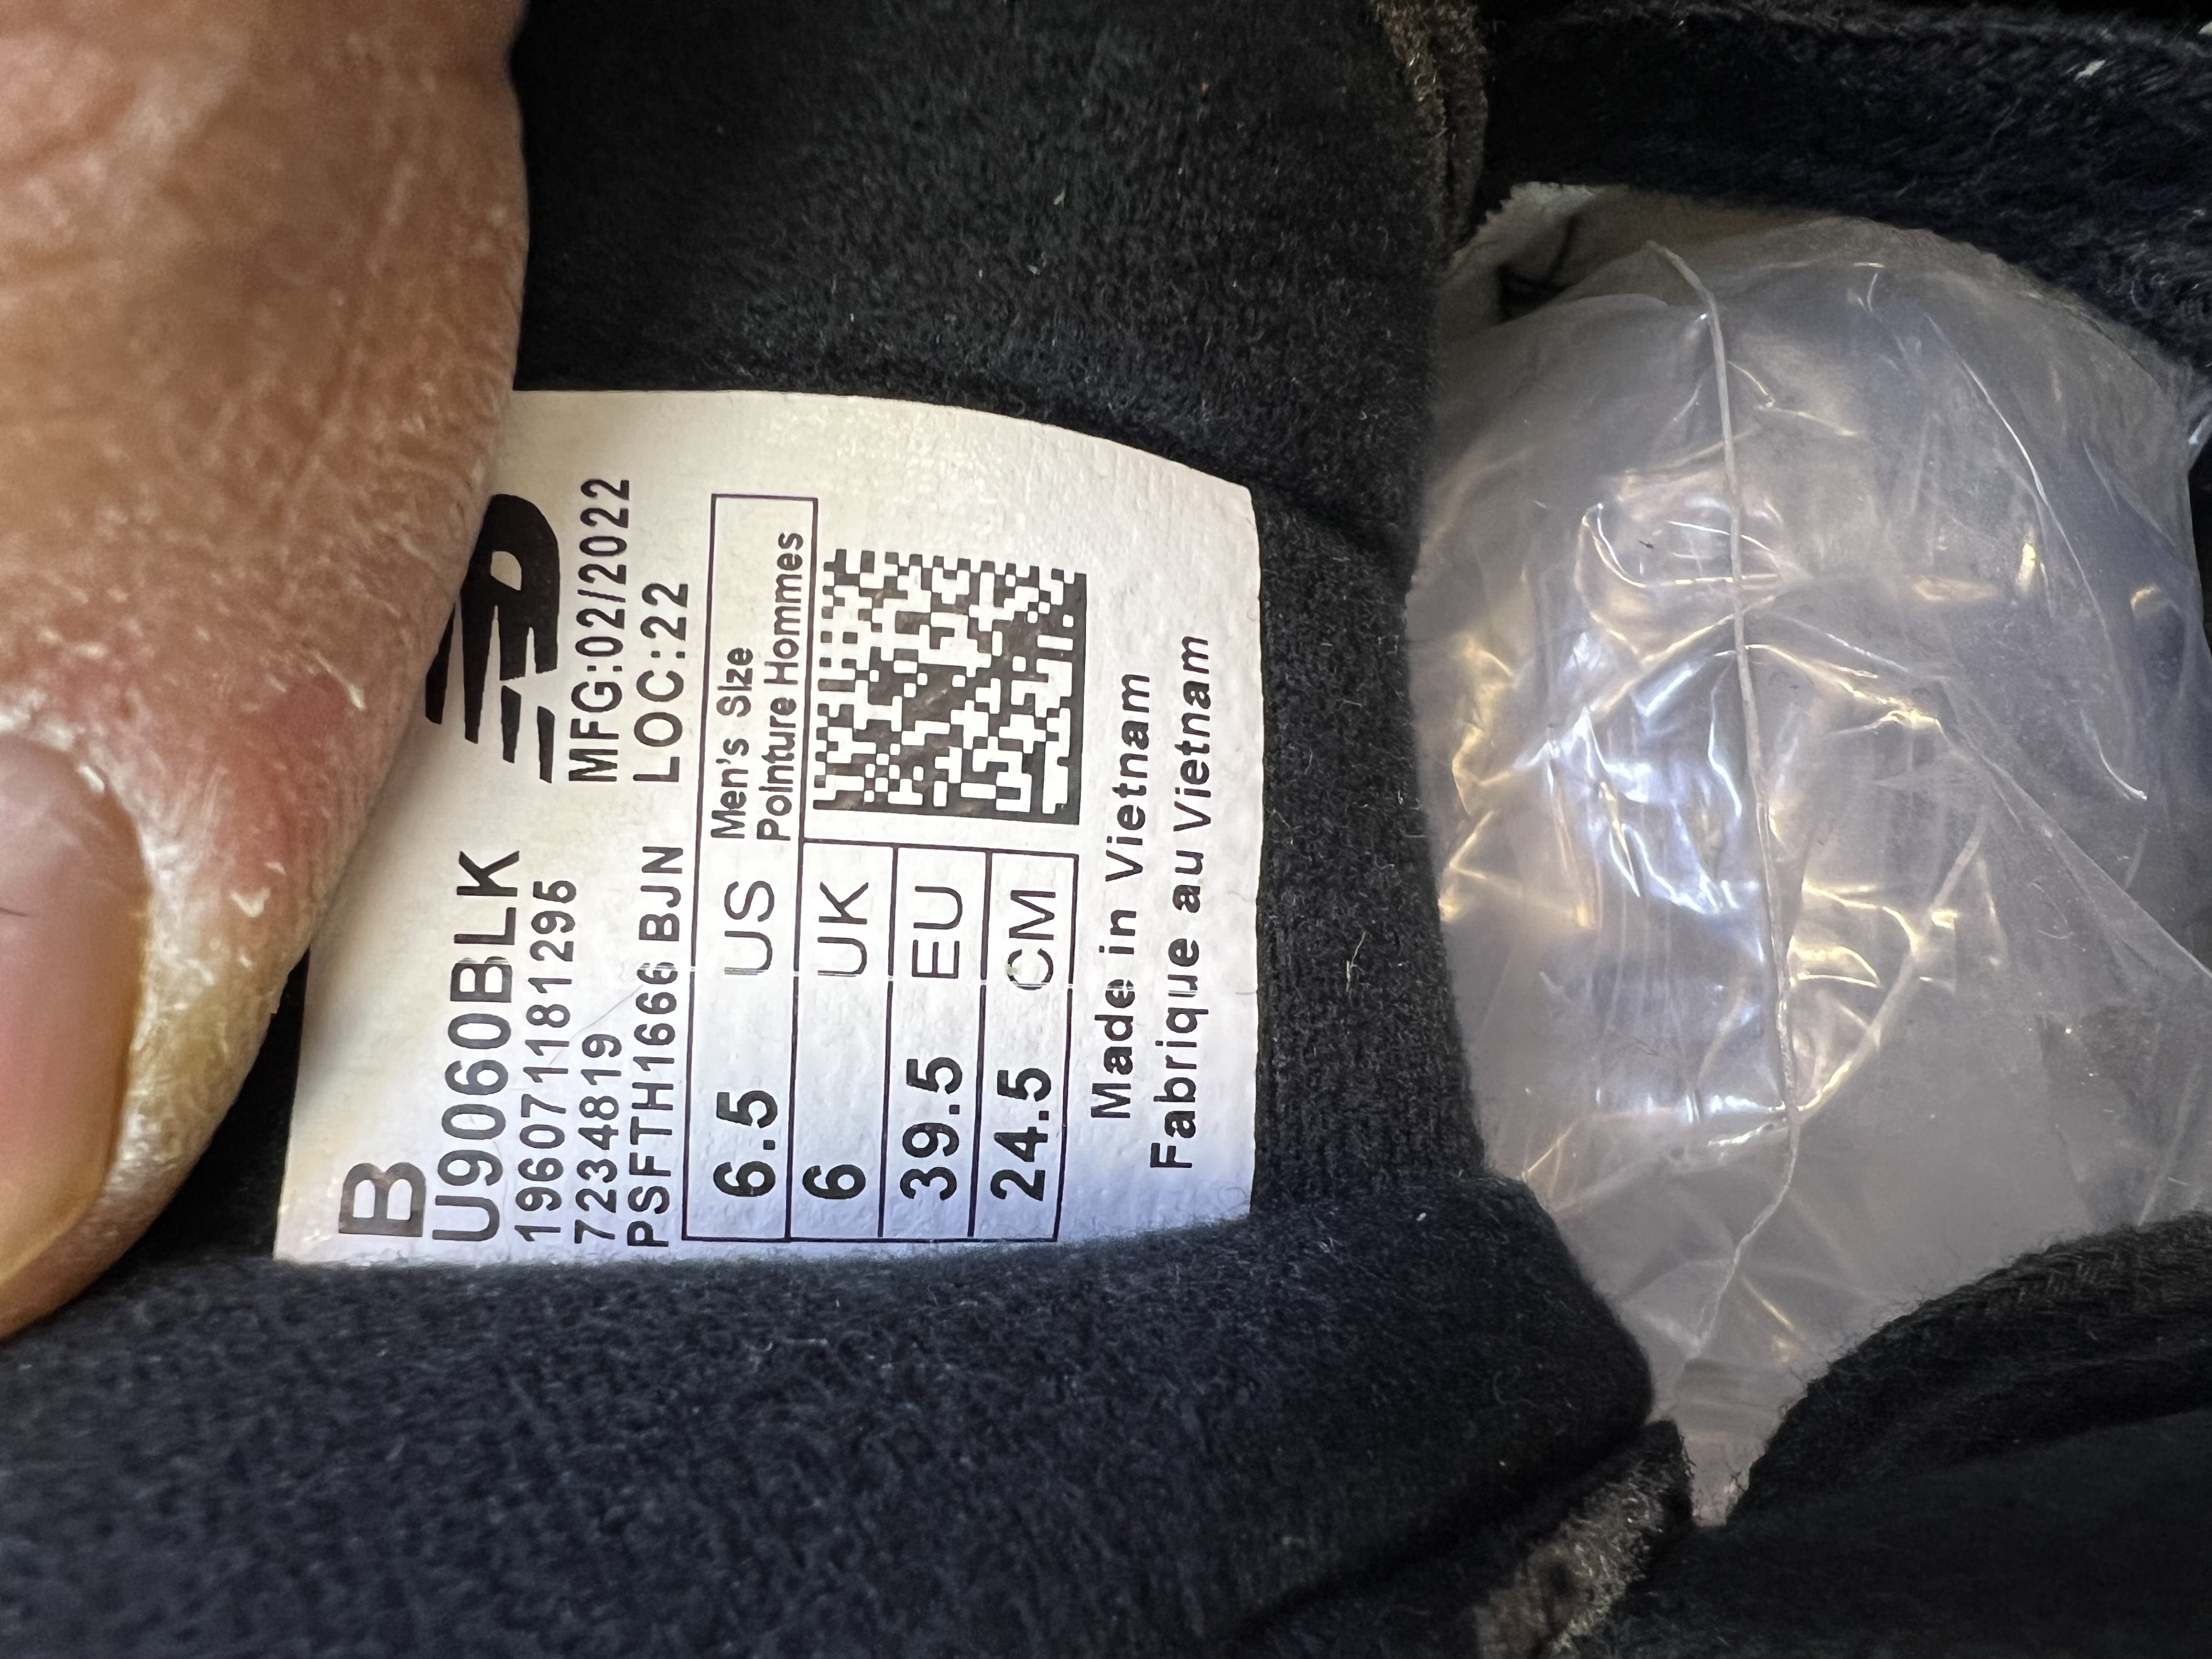 B
U9060BLK
196071181295
72234819
PSFTH1666 BJN
MFG:02/2022
LOC:22
6.5 US
Men's Size
Pointure Hommes
6 UK
39.5 EU
24.5 CM
Made in Vietnam
Fabrique au Vietnam